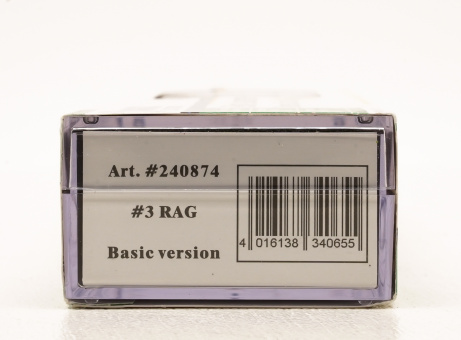 Art. #240874
#3 RAG
Basic version
4 016138 340655